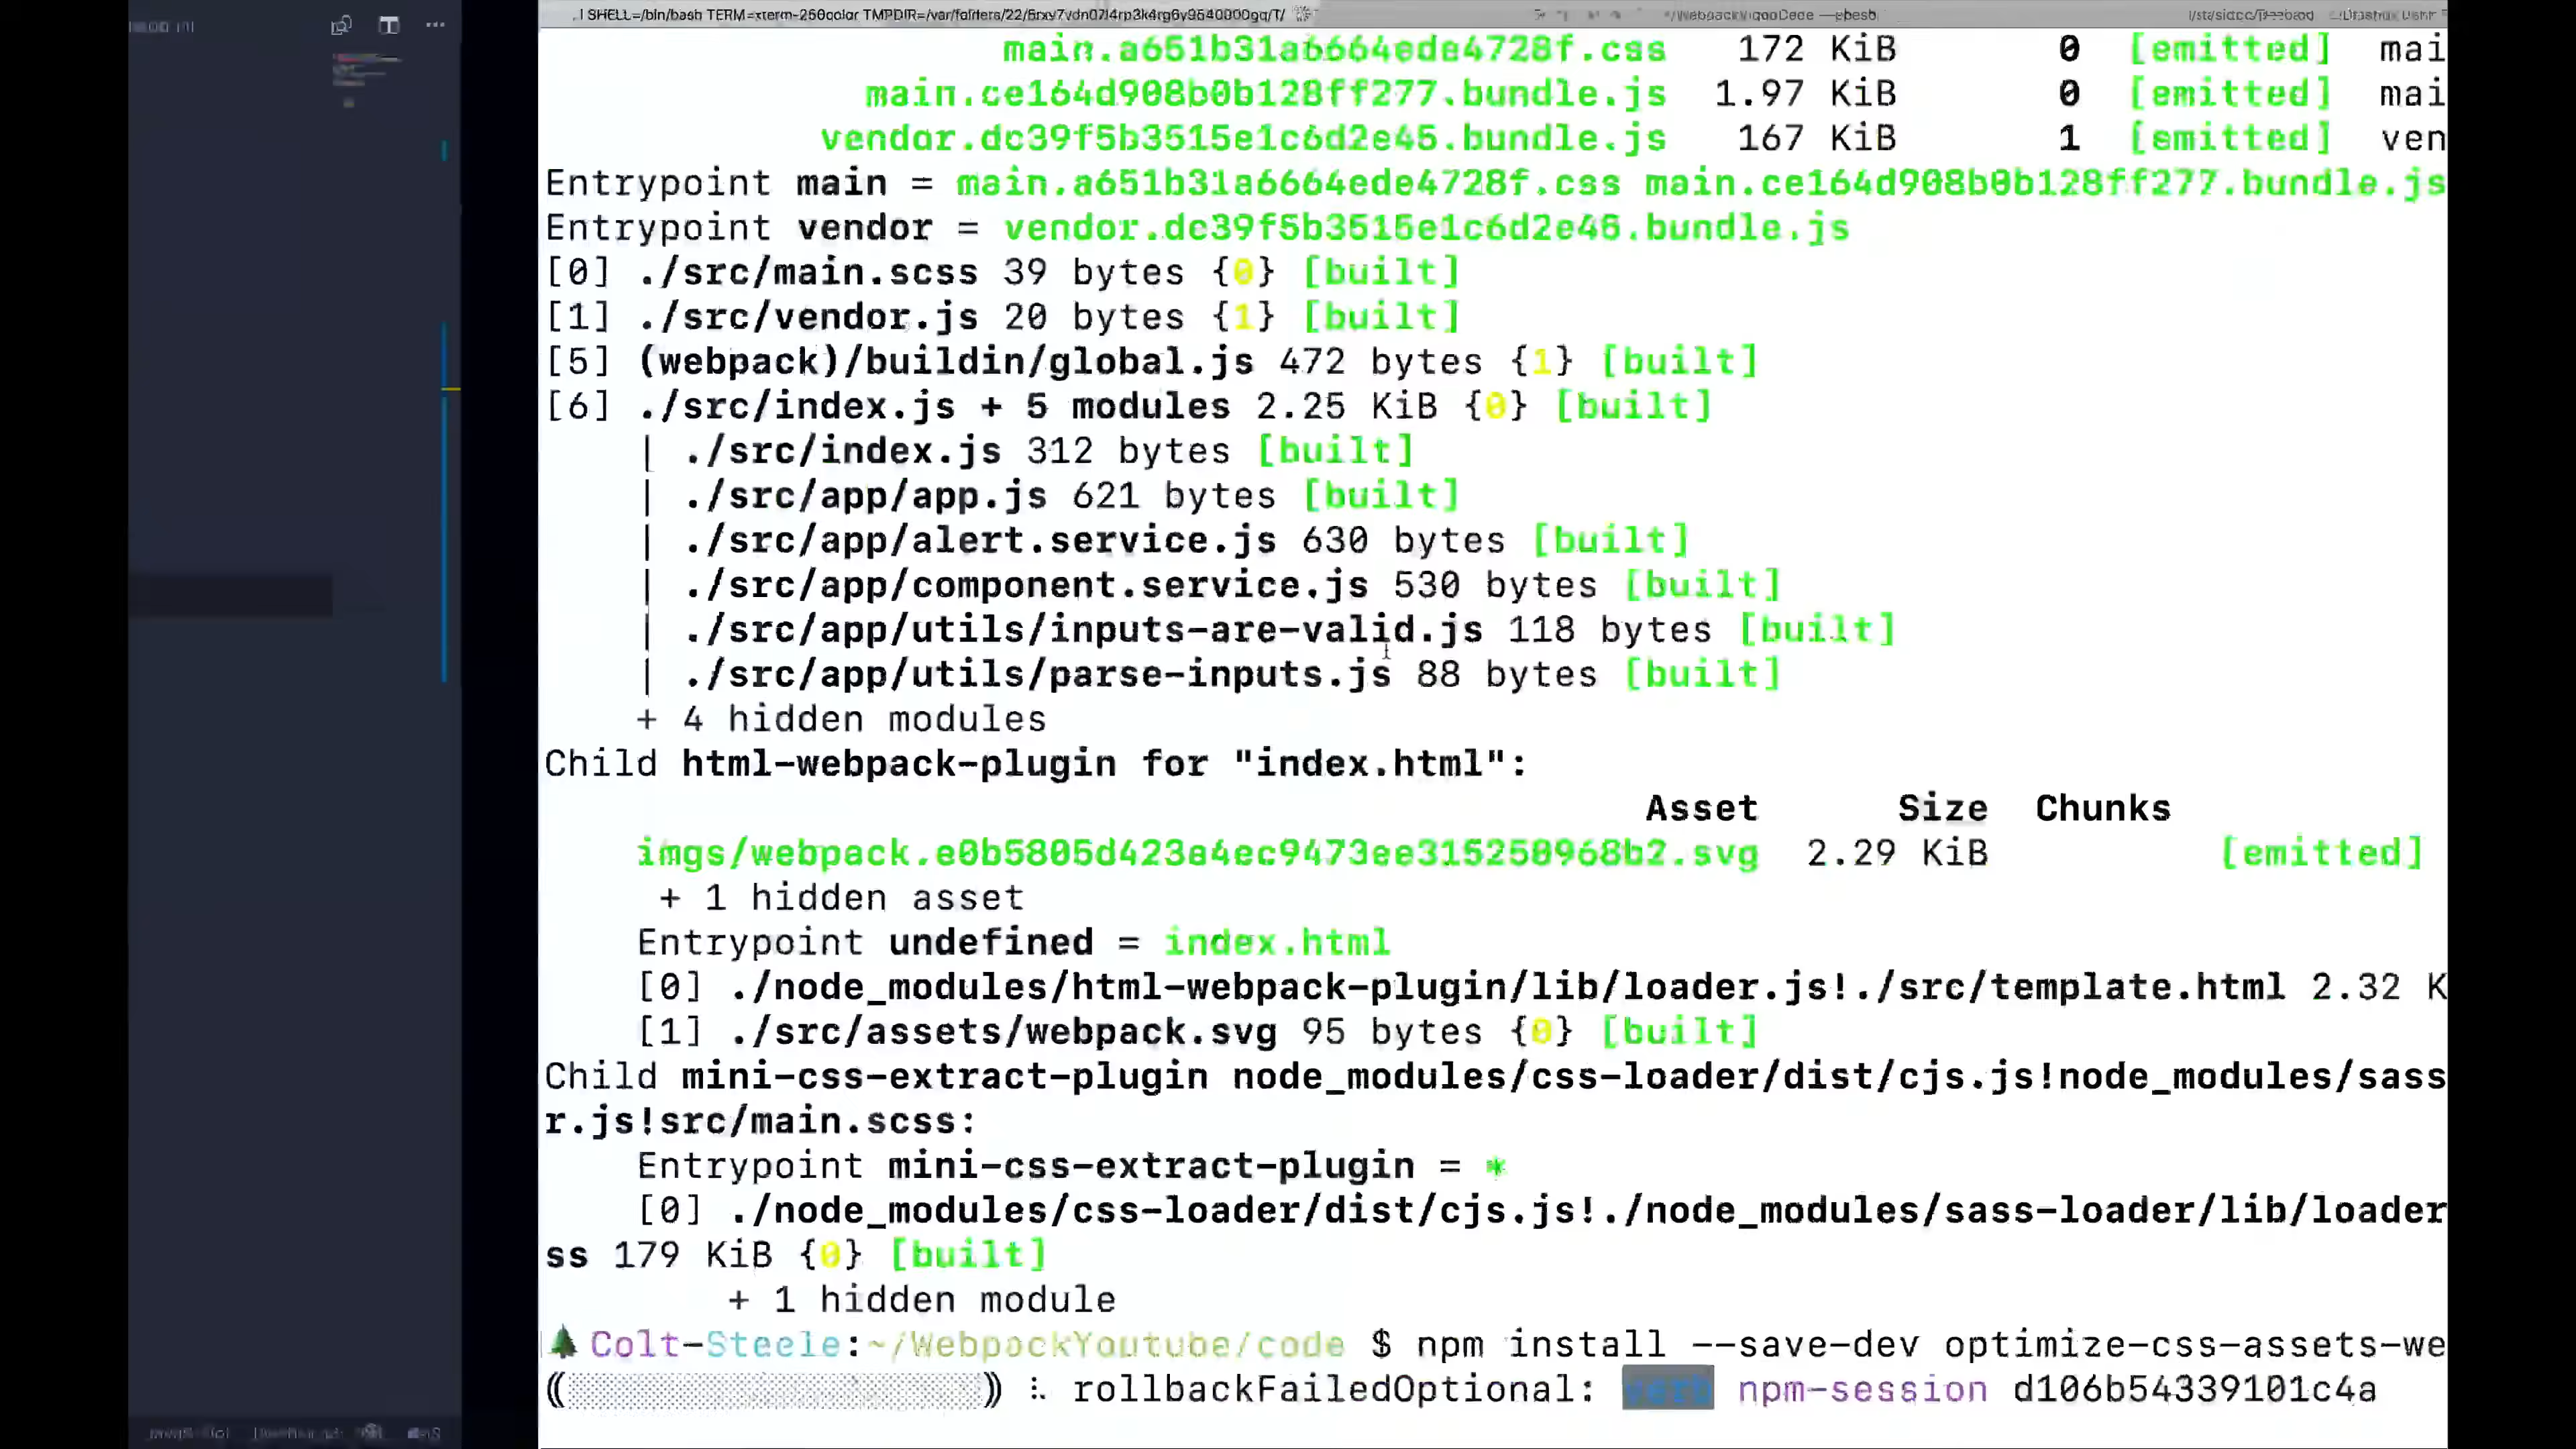 main.a651b31a6664ede4728f.css 172 KiB 0 [emitted] mai
main.ce164d908b0b128ff277.bundle.js 1.97 KiB 0 [emitted] mai
vendor.dc39f5b3515e1c6d2e45.bundle.js 167 KiB 1 [emitted] ven
Entrypoint main = main.a651b31a6664ede4728f.css main.ce164d908b0b128ff277.bundle.js
Entrypoint vendor = vendor.dc39f5b3515e1c6d2e45.bundle.js
[0] ./src/main.scss 39 bytes {0} [built]
[1] ./src/vendor.js 20 bytes {1} [built]
[5] (webpack)/buildin/global.js 472 bytes {1} [built]
[6] ./src/index.js + 5 modules 2.25 KiB {0} [built]
| ./src/index.js 312 bytes [built]
| ./src/app/app.js 621 bytes [built]
| ./src/app/alert.service.js 630 bytes [built]
| ./src/app/component.service.js 530 bytes [built]
| ./src/app/utils/inputs-are-valid.js 118 bytes [built]
| ./src/app/utils/parse-inputs.js 88 bytes [built]
+ 4 hidden modules
Child html-webpack-plugin for "index.html":
Asset Size Chunks
imgs/webpack.e0b5805d423a4ec9473ee315250968b2.svg 2.29 KiB [emitted]
+ 1 hidden asset
Entrypoint undefined = index.html
[0] ./node_modules/html-webpack-plugin/lib/loader.js!./src/template.html 2.32 K
[1] ./src/assets/webpack.svg 95 bytes {0} [built]
Child mini-css-extract-plugin node_modules/css-loader/dist/cjs.js!node_modules/sass
r.js!src/main.scss:
Entrypoint mini-css-extract-plugin = *
[0] ./node_modules/css-loader/dist/cjs.js!./node_modules/sass-loader/lib/loader
ss 179 KiB {0} [built]
+ 1 hidden module
Colt-Steele:~/WebpackYoutube/code $ npm install --save-dev optimize-css-assets-we
rollbackFailedOptional: verb npm-session d106b54339101c4a